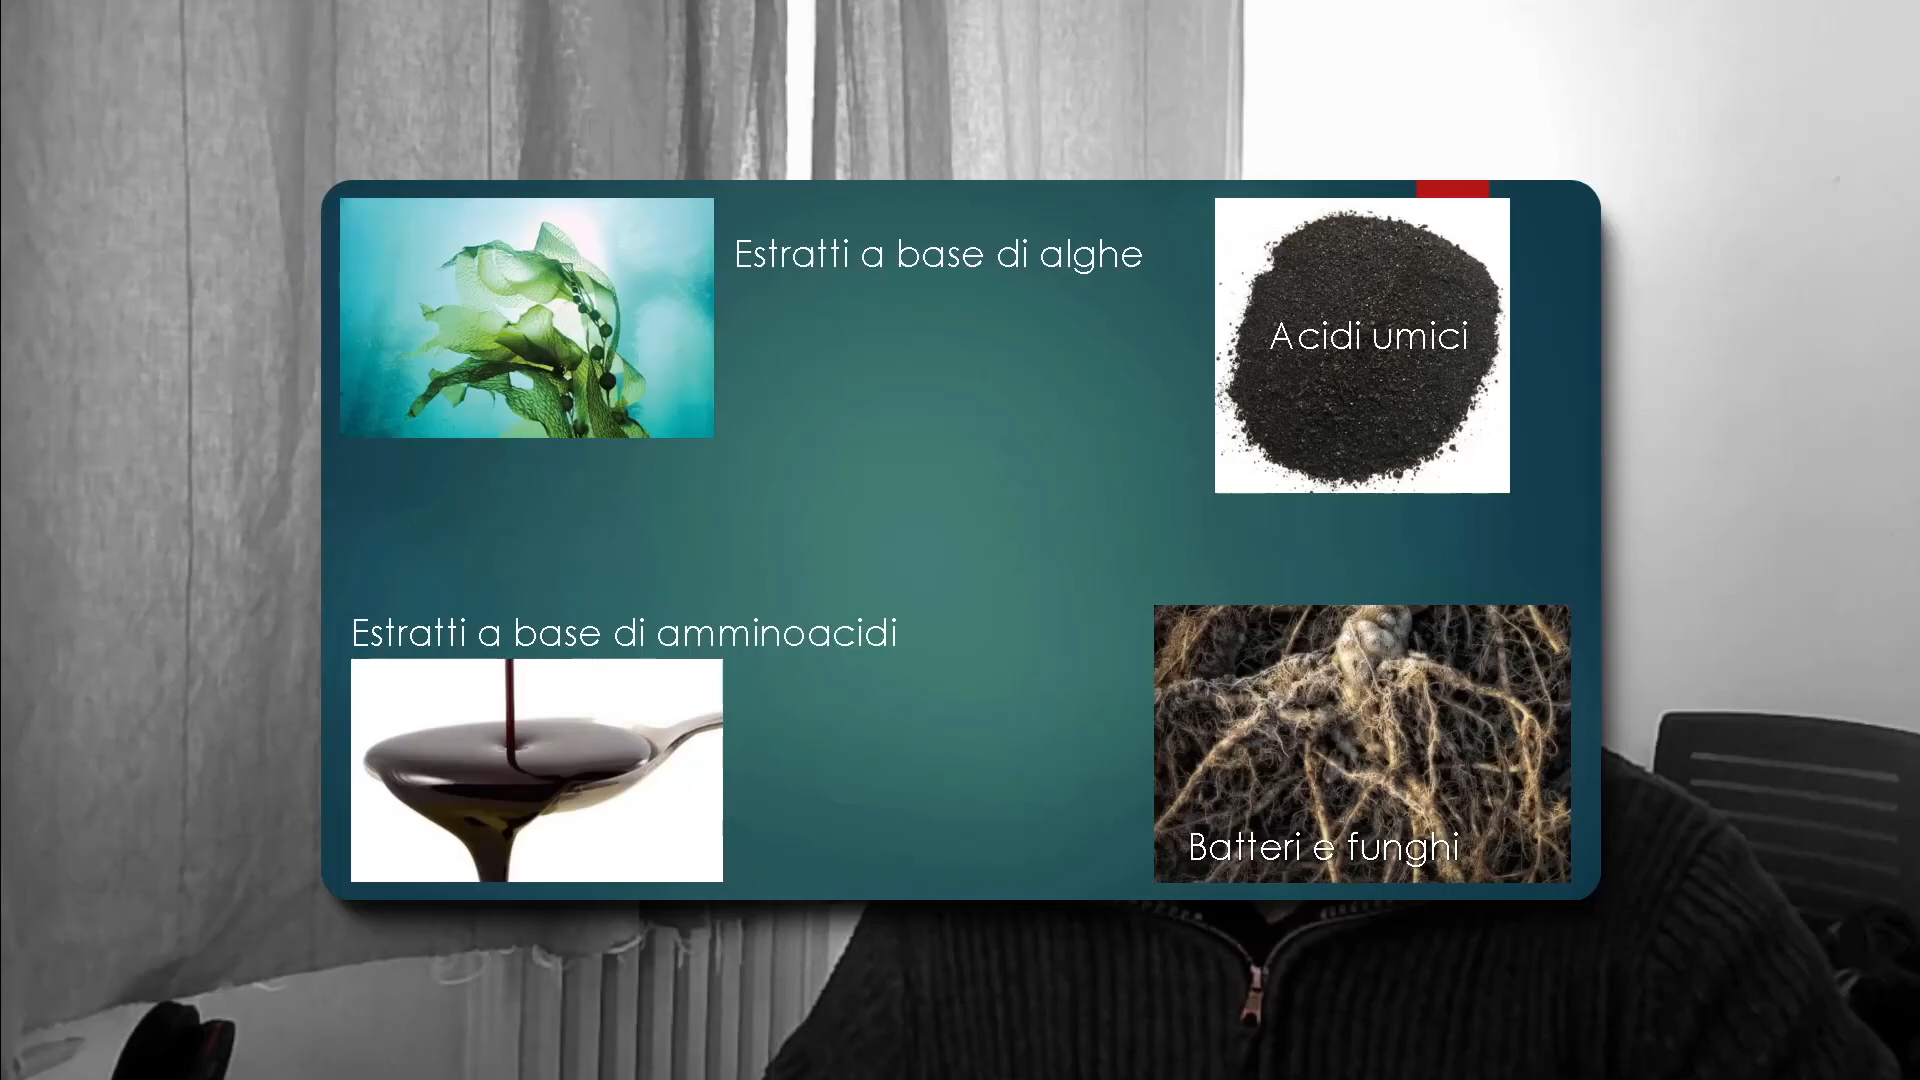 Estratti a base di alghe
Acidi umici
Estratti a base di amminoacidi
Batteri e funghi